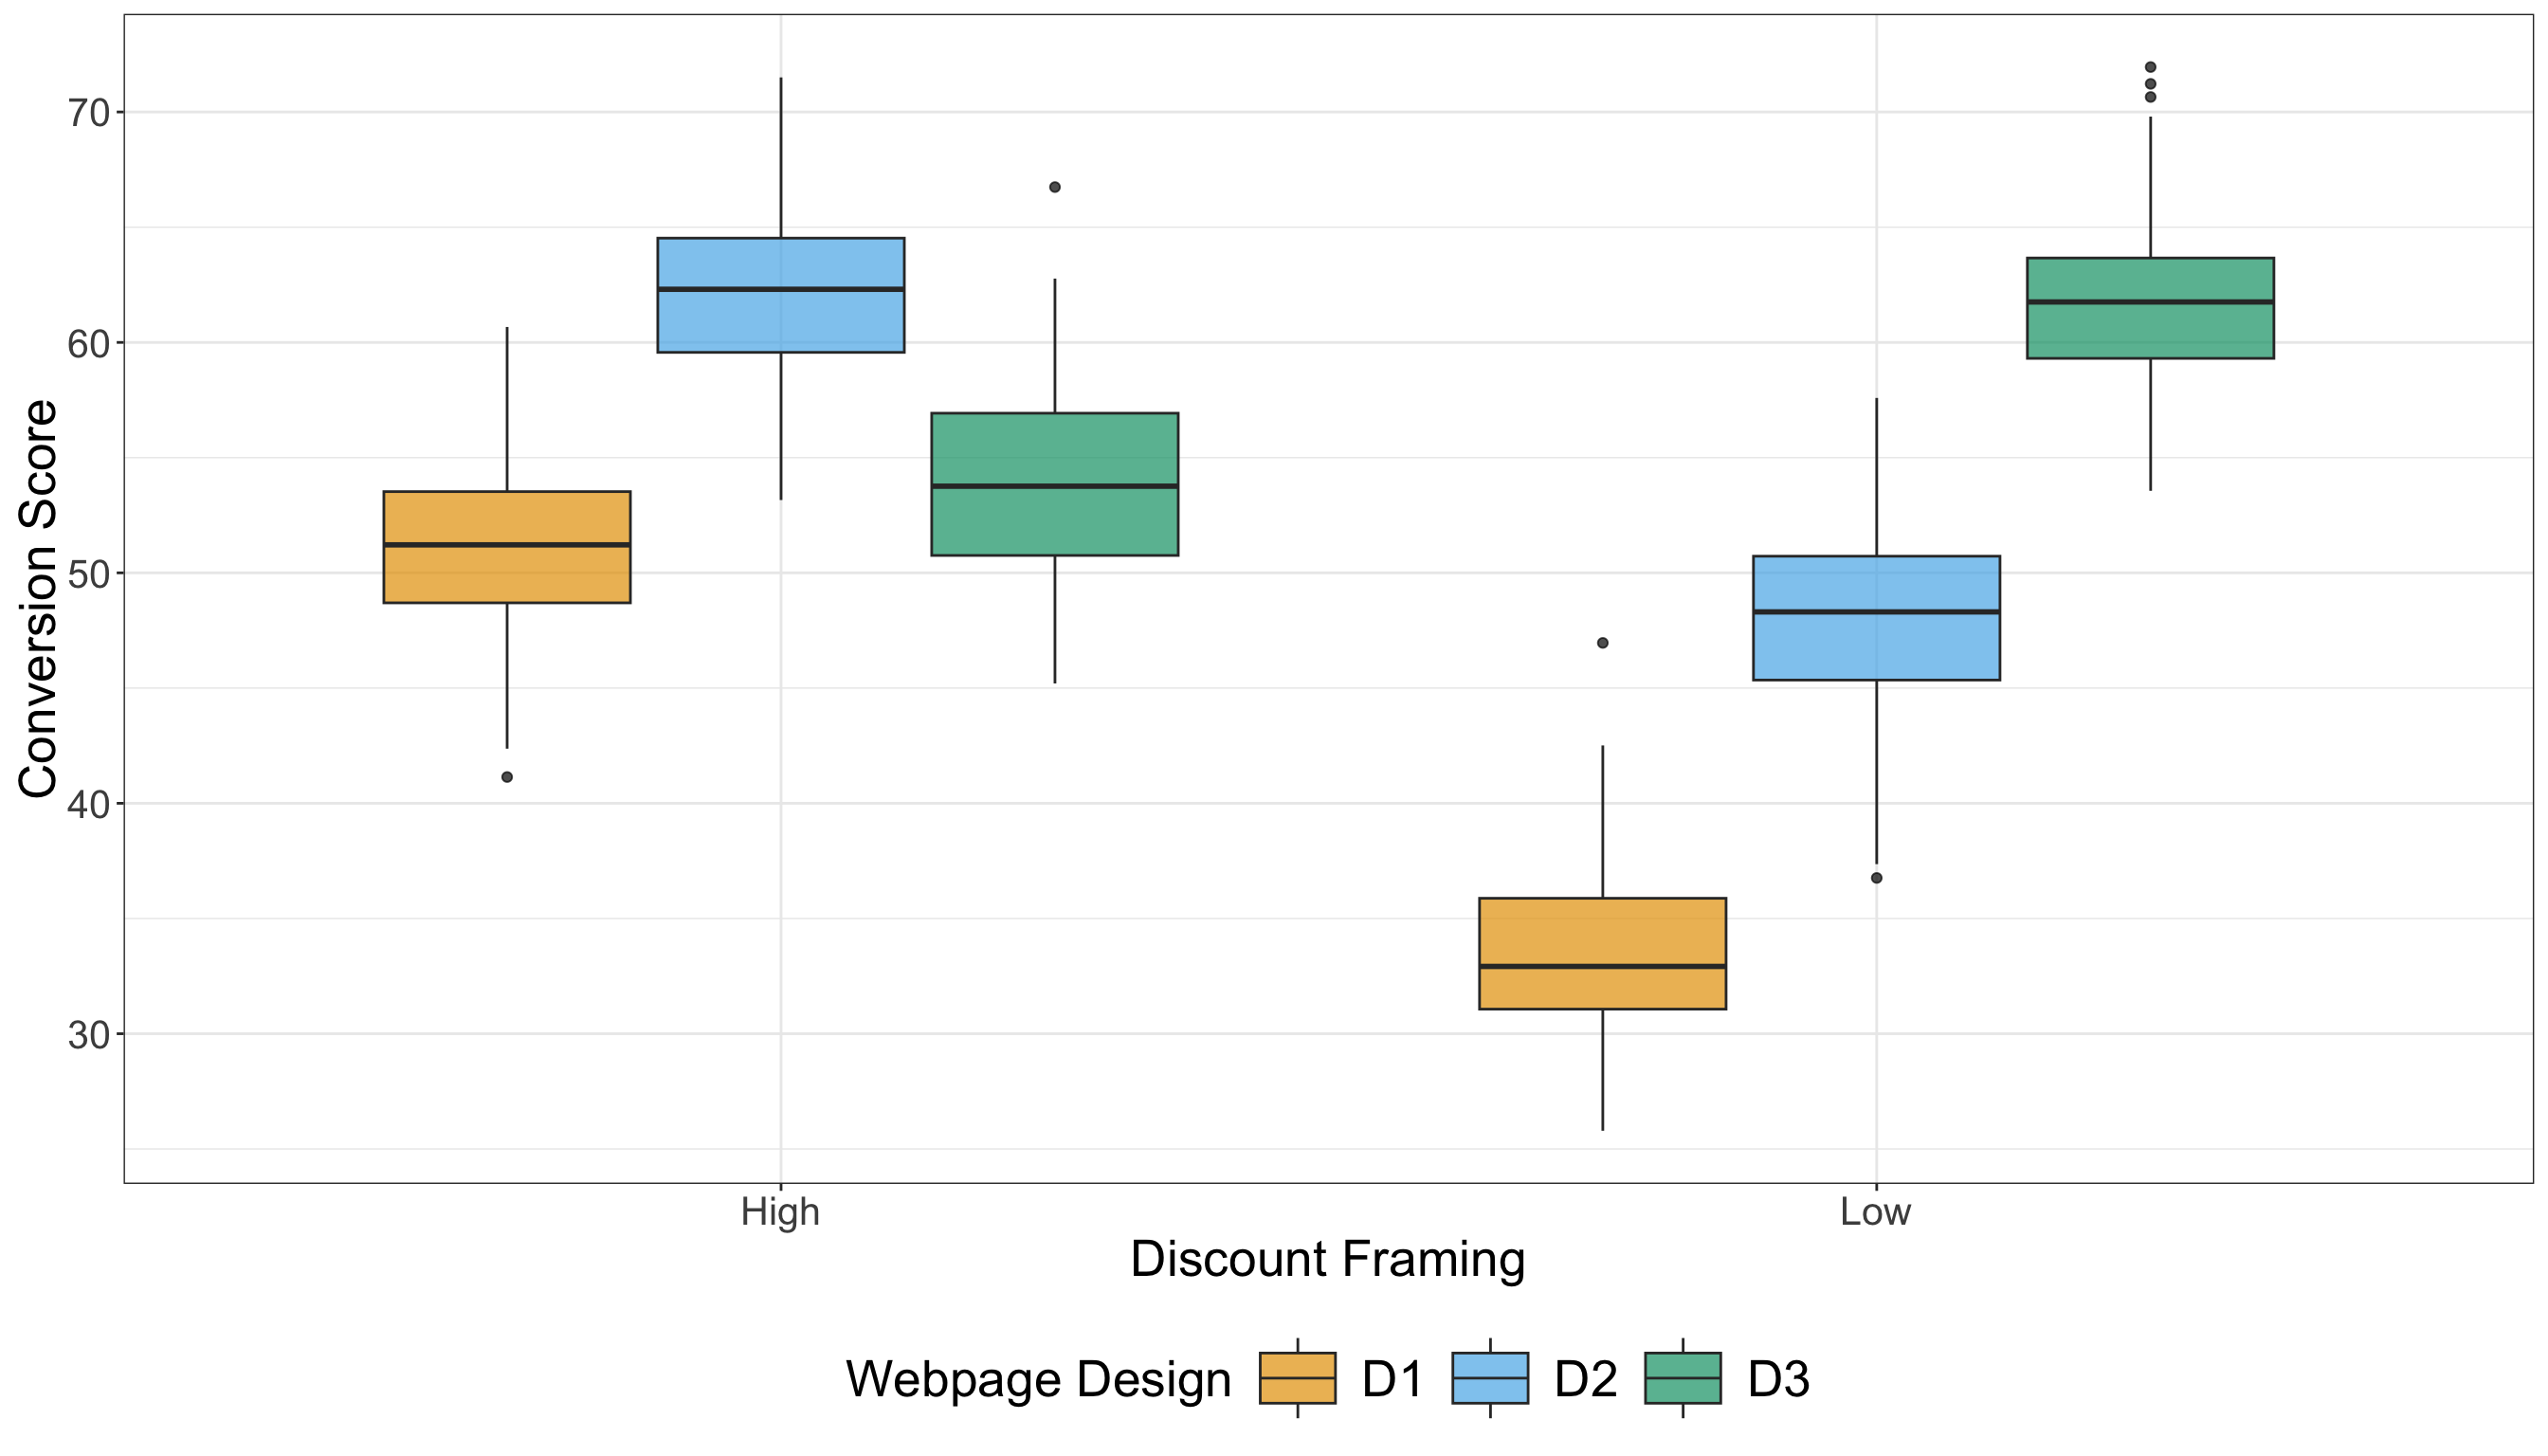 Conversion Score
70
60
50
40
30
High Low
Discount Framing
Webpage Design D1 D2 D3